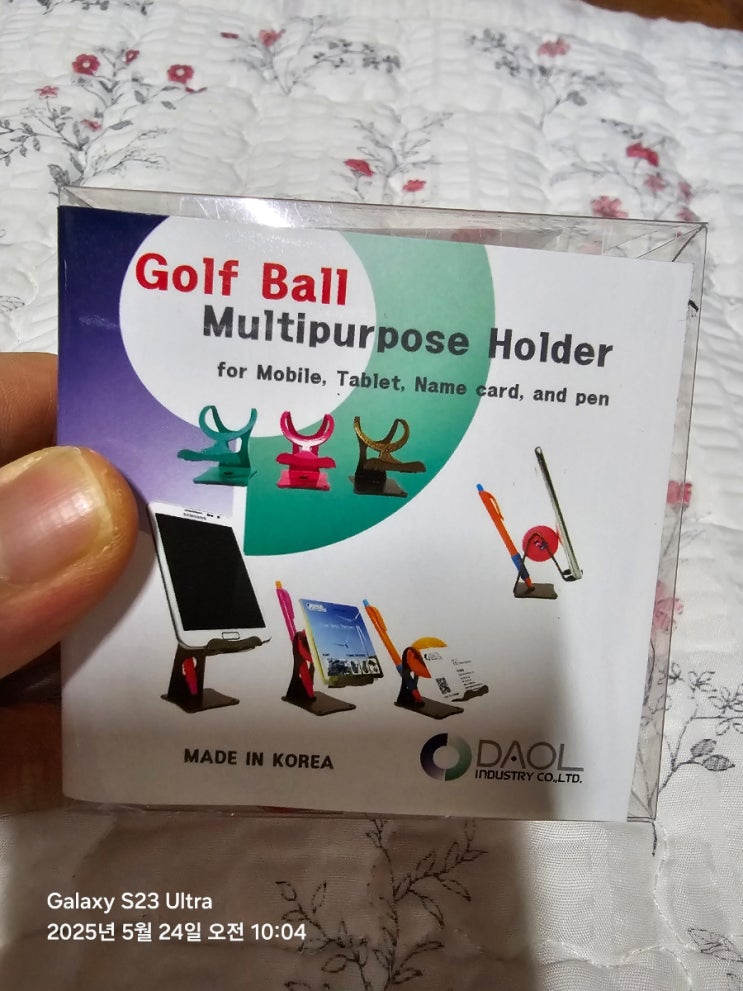 Golf Ball
Multipurpose Holder
for Mobile, Tablet, Name card, and pen
SAMSUNG
MADE IN KOREA
DAOL
INDUSTRY CO.,LTD.
Galaxy S23 Ultra
2025년 5월 24일 오전 10:04